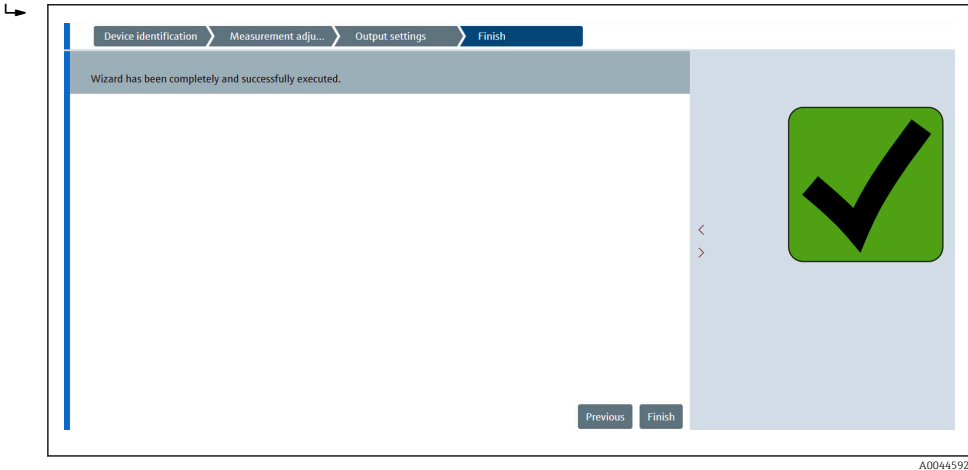 Device identification Measurement adju... Output settings Finish
Wizard has been completely and successfully executed.
Previous Finish
A0044592